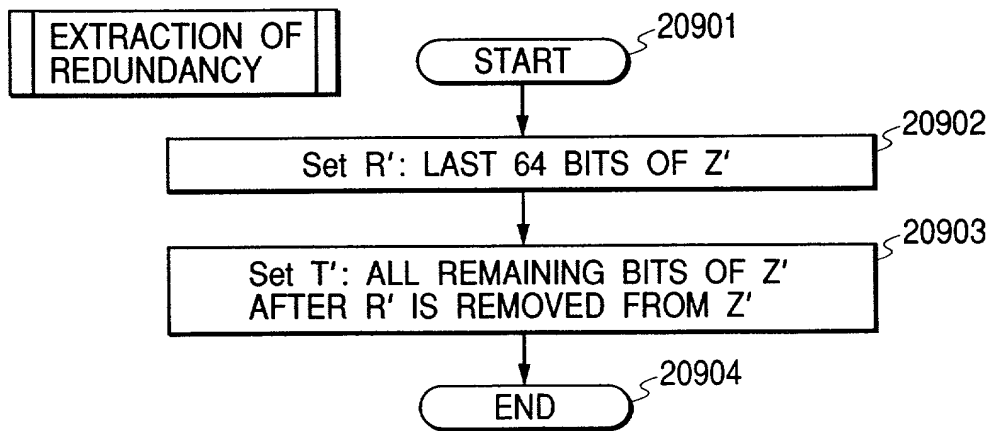 EXTRACTION OF
REDUNDANCY
20901
START
20902
Set R′: LAST 64 BITS OF Z′
20903
Set T′: ALL REMAINING BITS OF Z′
AFTER R′ IS REMOVED FROM Z′
20904
END